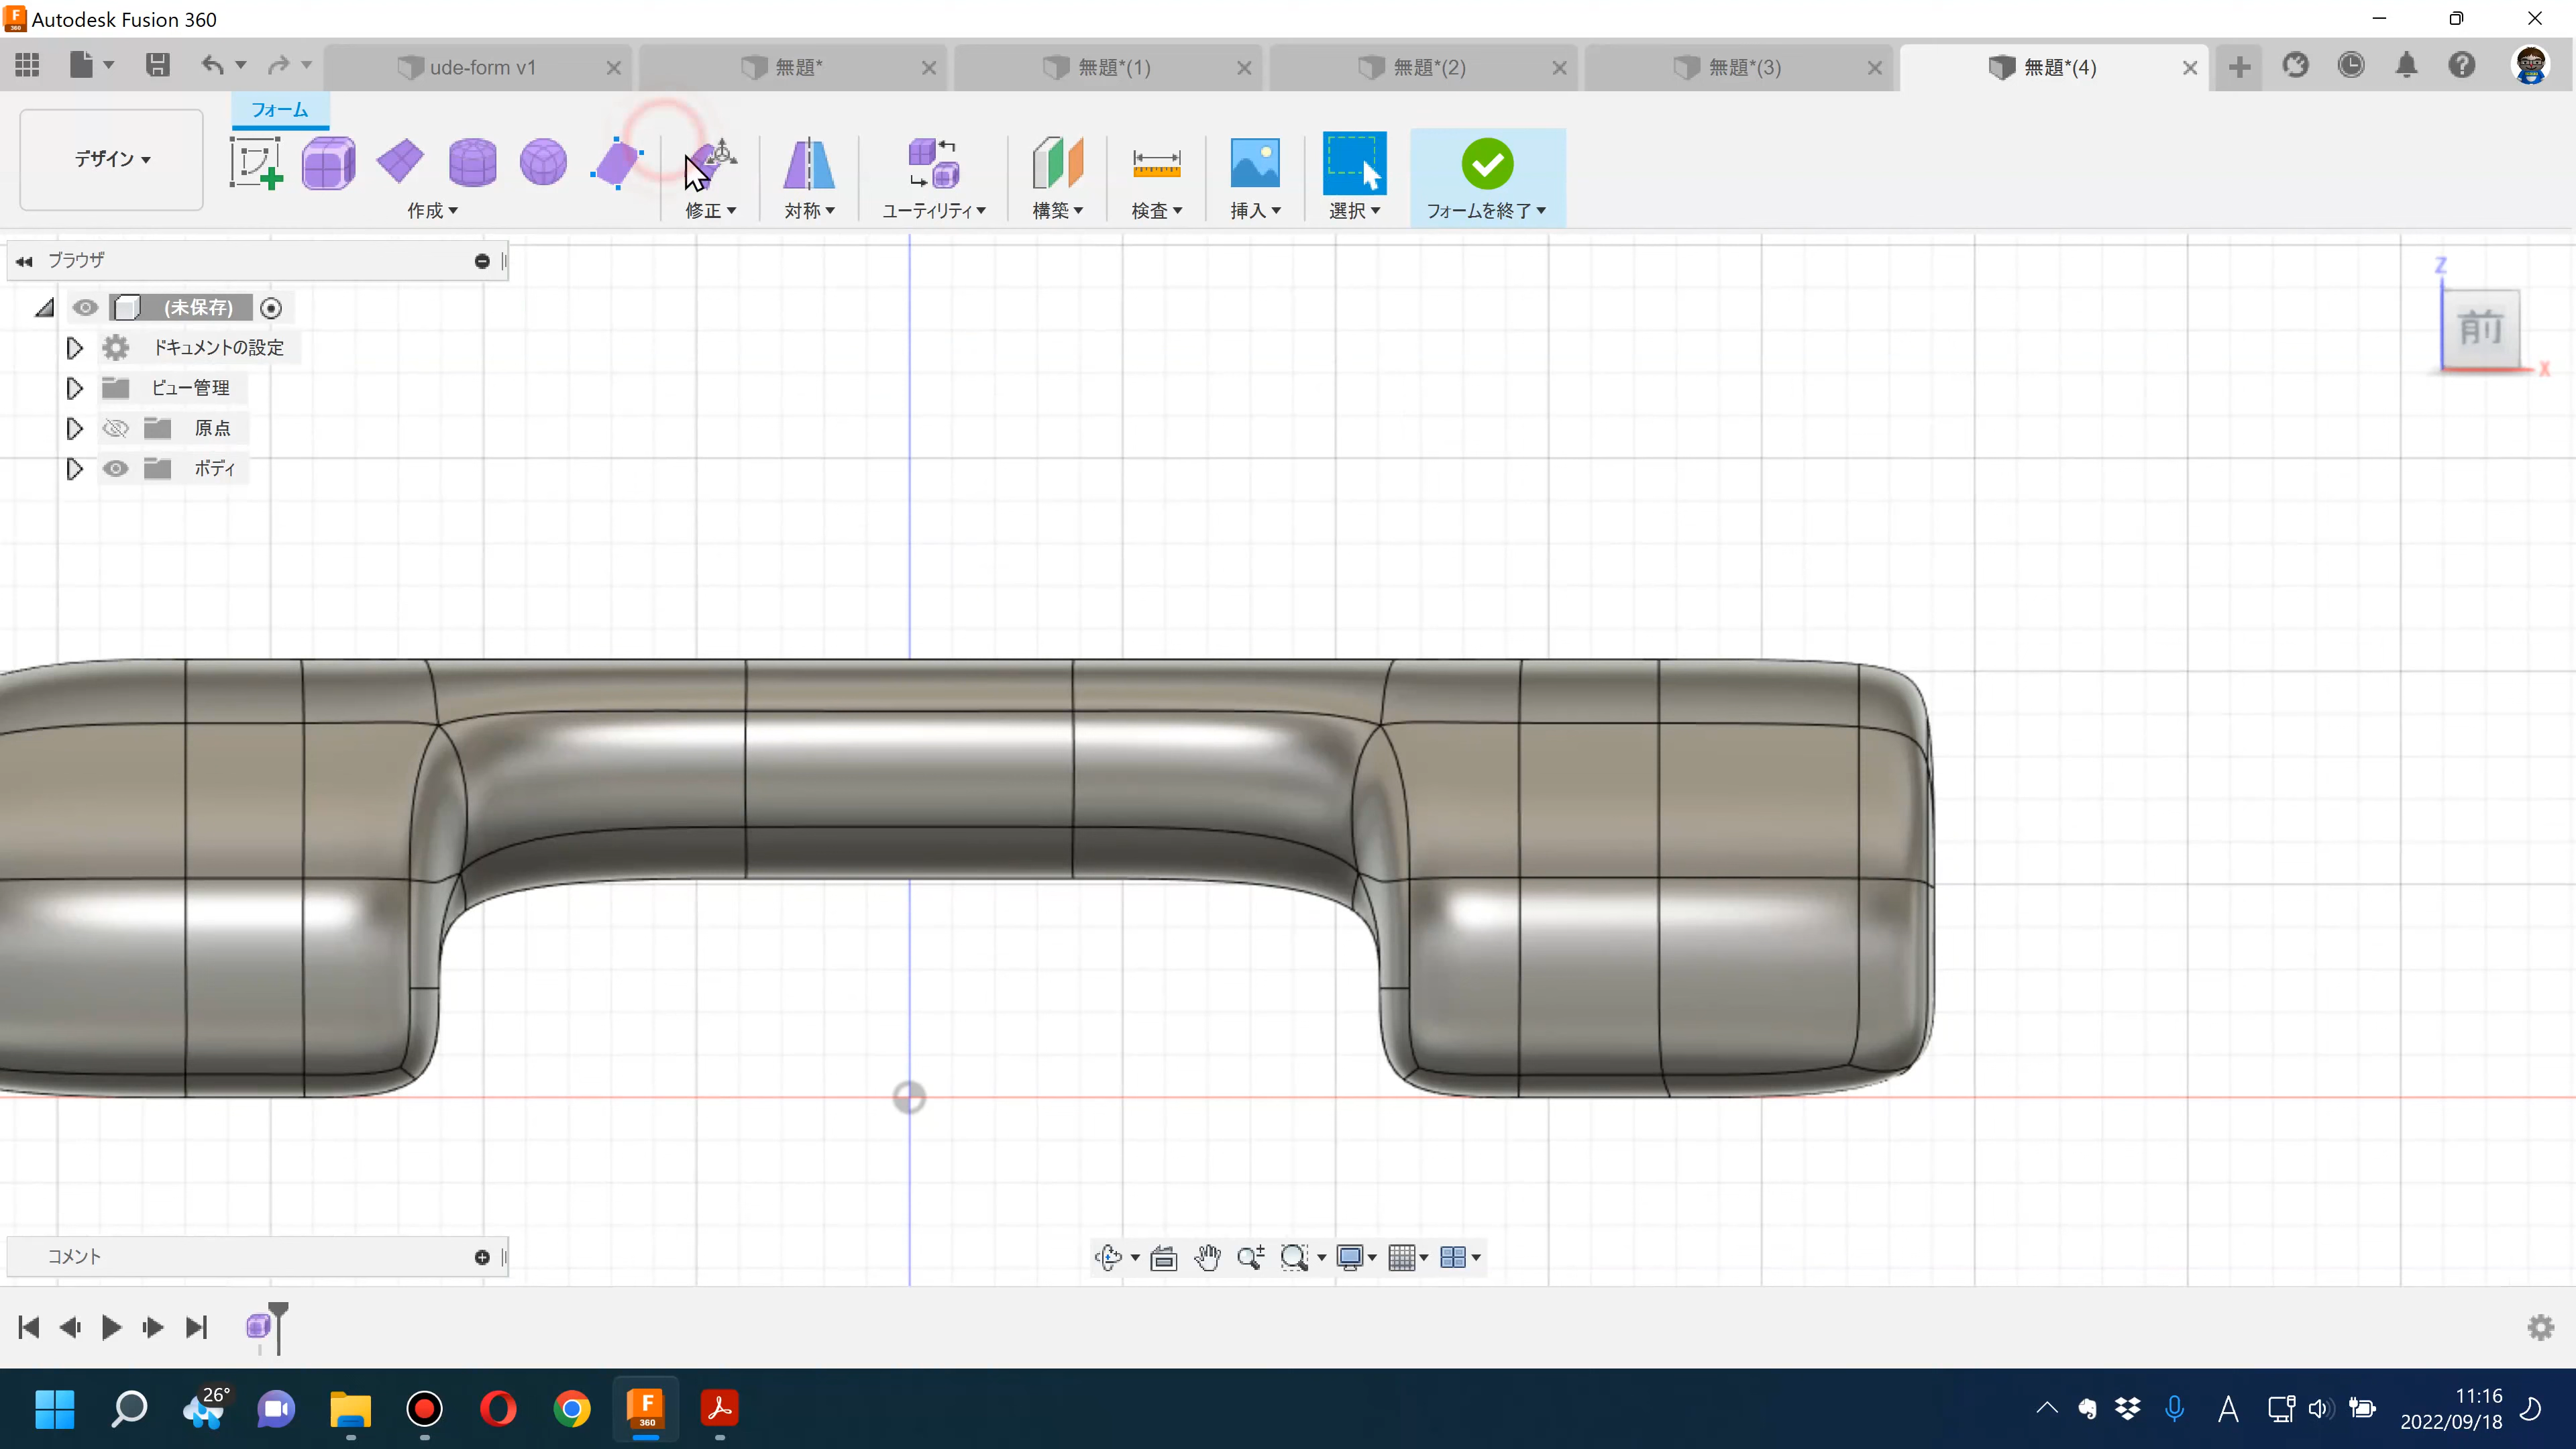 Autodesk Fusion 360
ude-form v1
無題*
無題*(1)
無題*(2)
無題*(3)
無題*(4)
フォーム
デザイン
作成
修正
対称
ユーティリティ
構築
検査
挿入
選択
フォームを終了
ブラウザ
(未保存)
ドキュメントの設定
ビュー管理
原点
ボディ
Z
前
X
コメント
26°
F
360
A
11:16
2022/09/18